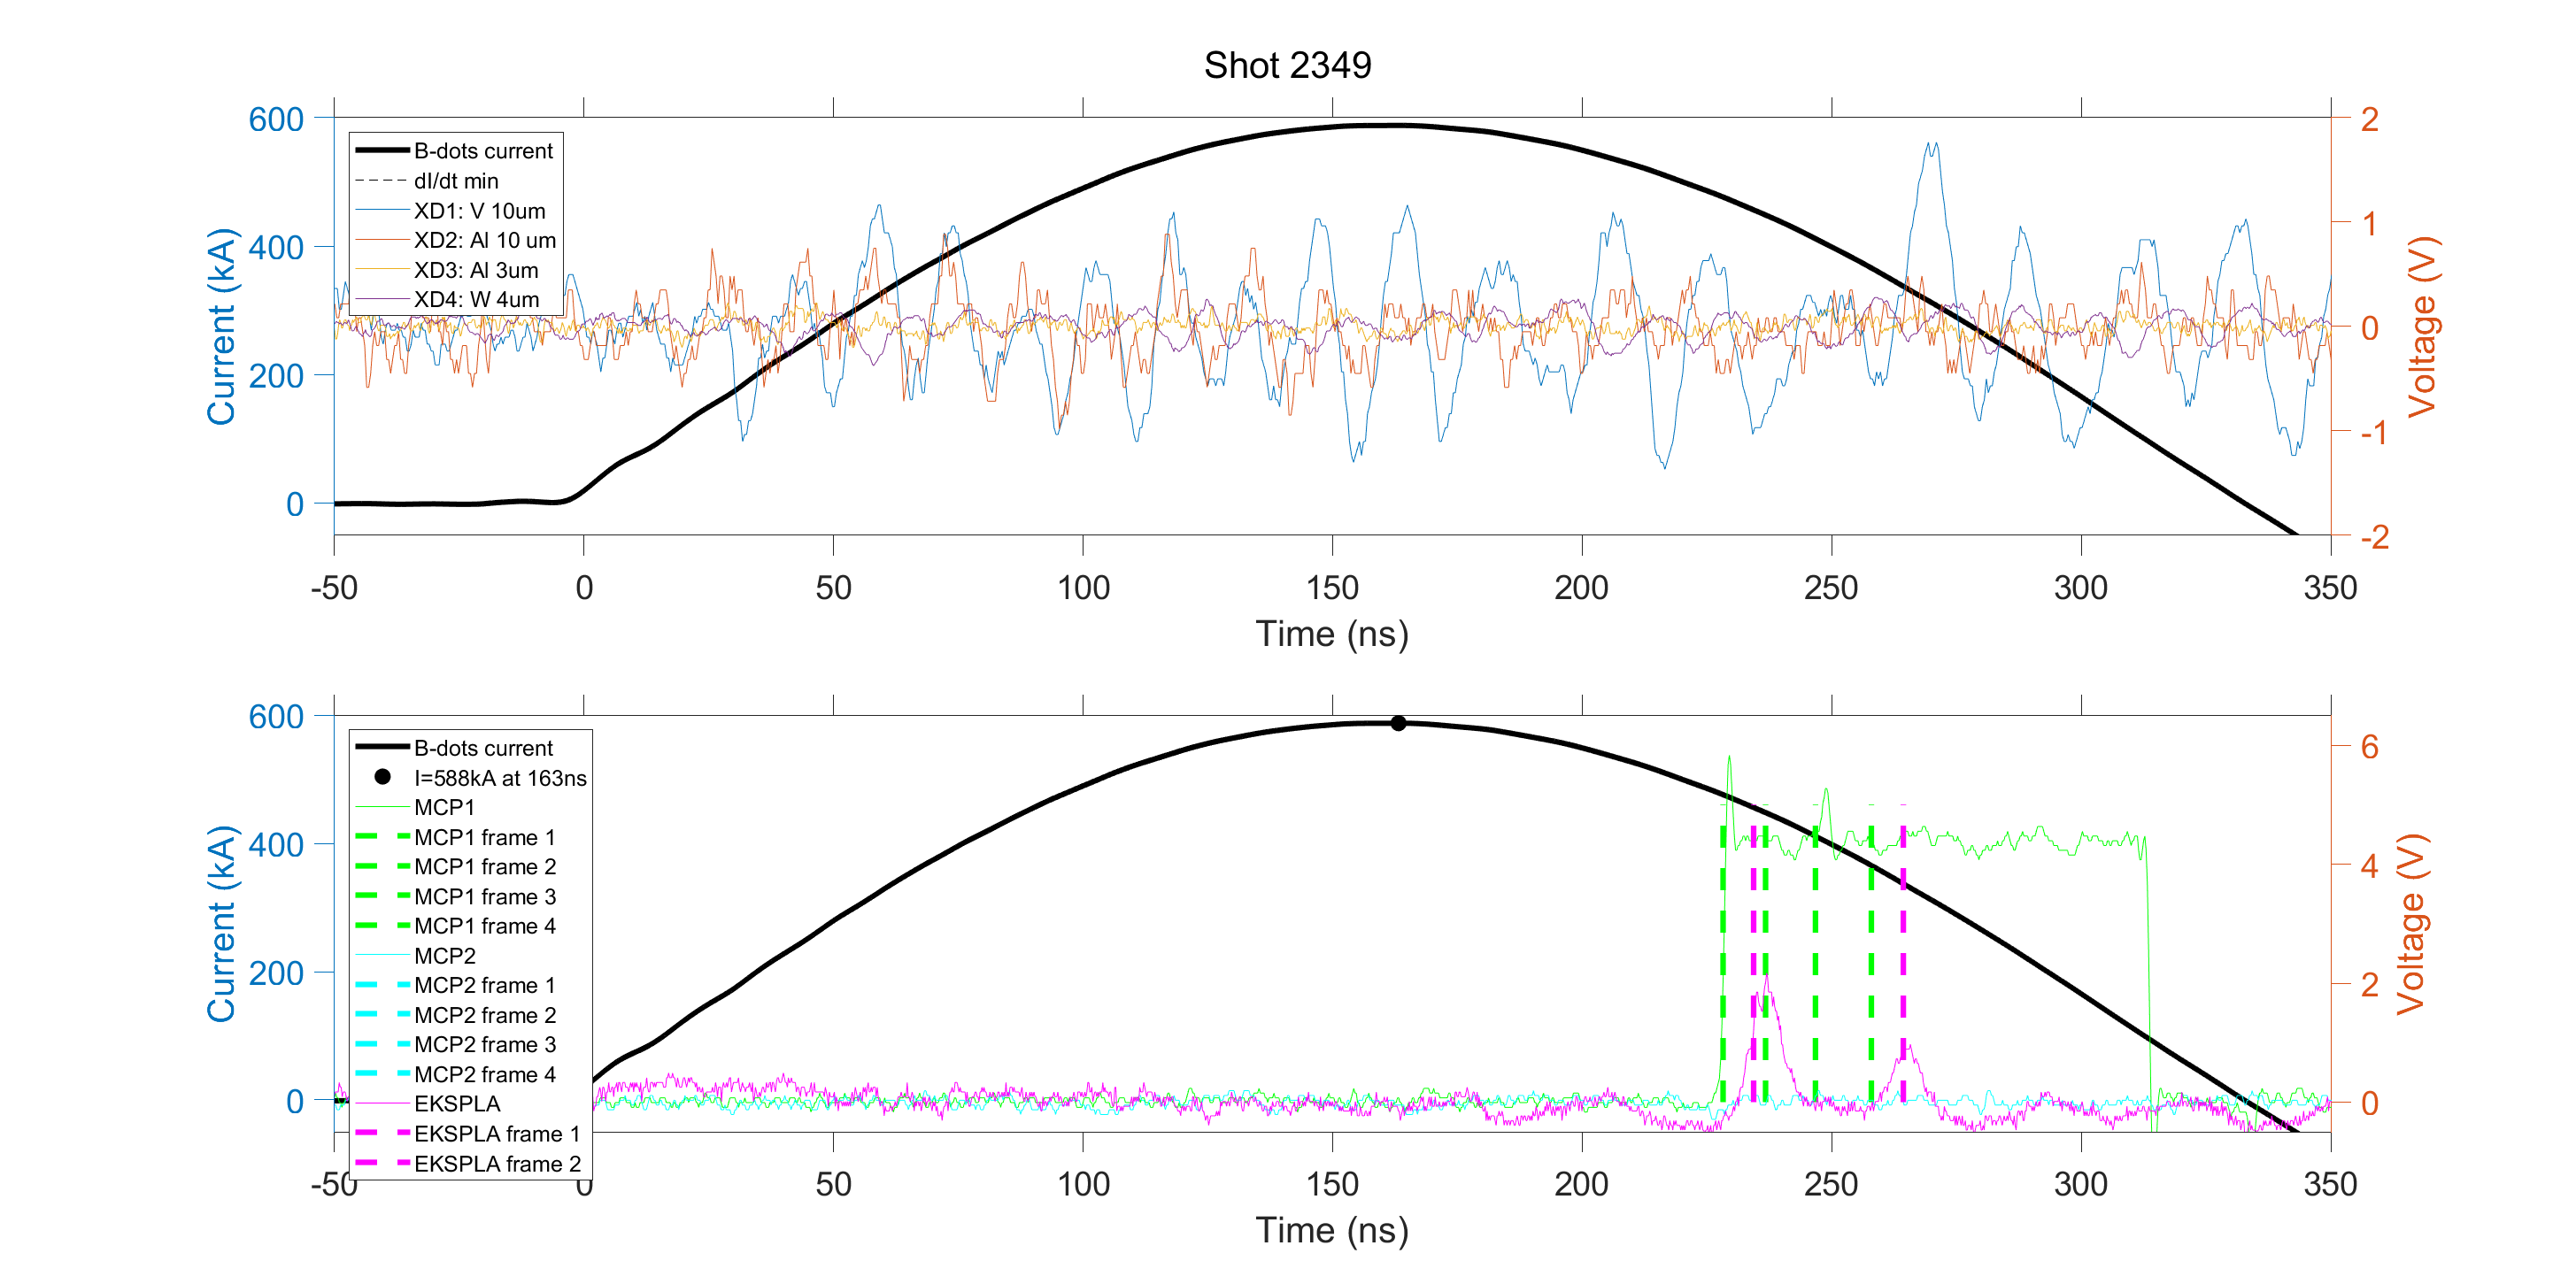 Shot 2349
600
400
200
0
Current (kA)
B-dots current
dI/dt min
XD1: V 10um
XD2: Al 10 um
XD3: Al 3um
XD4: W 4um
2
1
0
-1
-2
Voltage (V)
-50 0 50 100 150 200 250 300 350
Time (ns)
600
400
200
0
Current (kA)
B-dots current
I=588kA at 163ns
MCP1
MCP1 frame 1
MCP1 frame 2
MCP1 frame 3
MCP1 frame 4
MCP2
MCP2 frame 1
MCP2 frame 2
MCP2 frame 3
MCP2 frame 4
EKSPLA
EKSPLA frame 1
EKSPLA frame 2
6
4
2
0
Voltage (V)
-50 0 50 100 150 200 250 300 350
Time (ns)